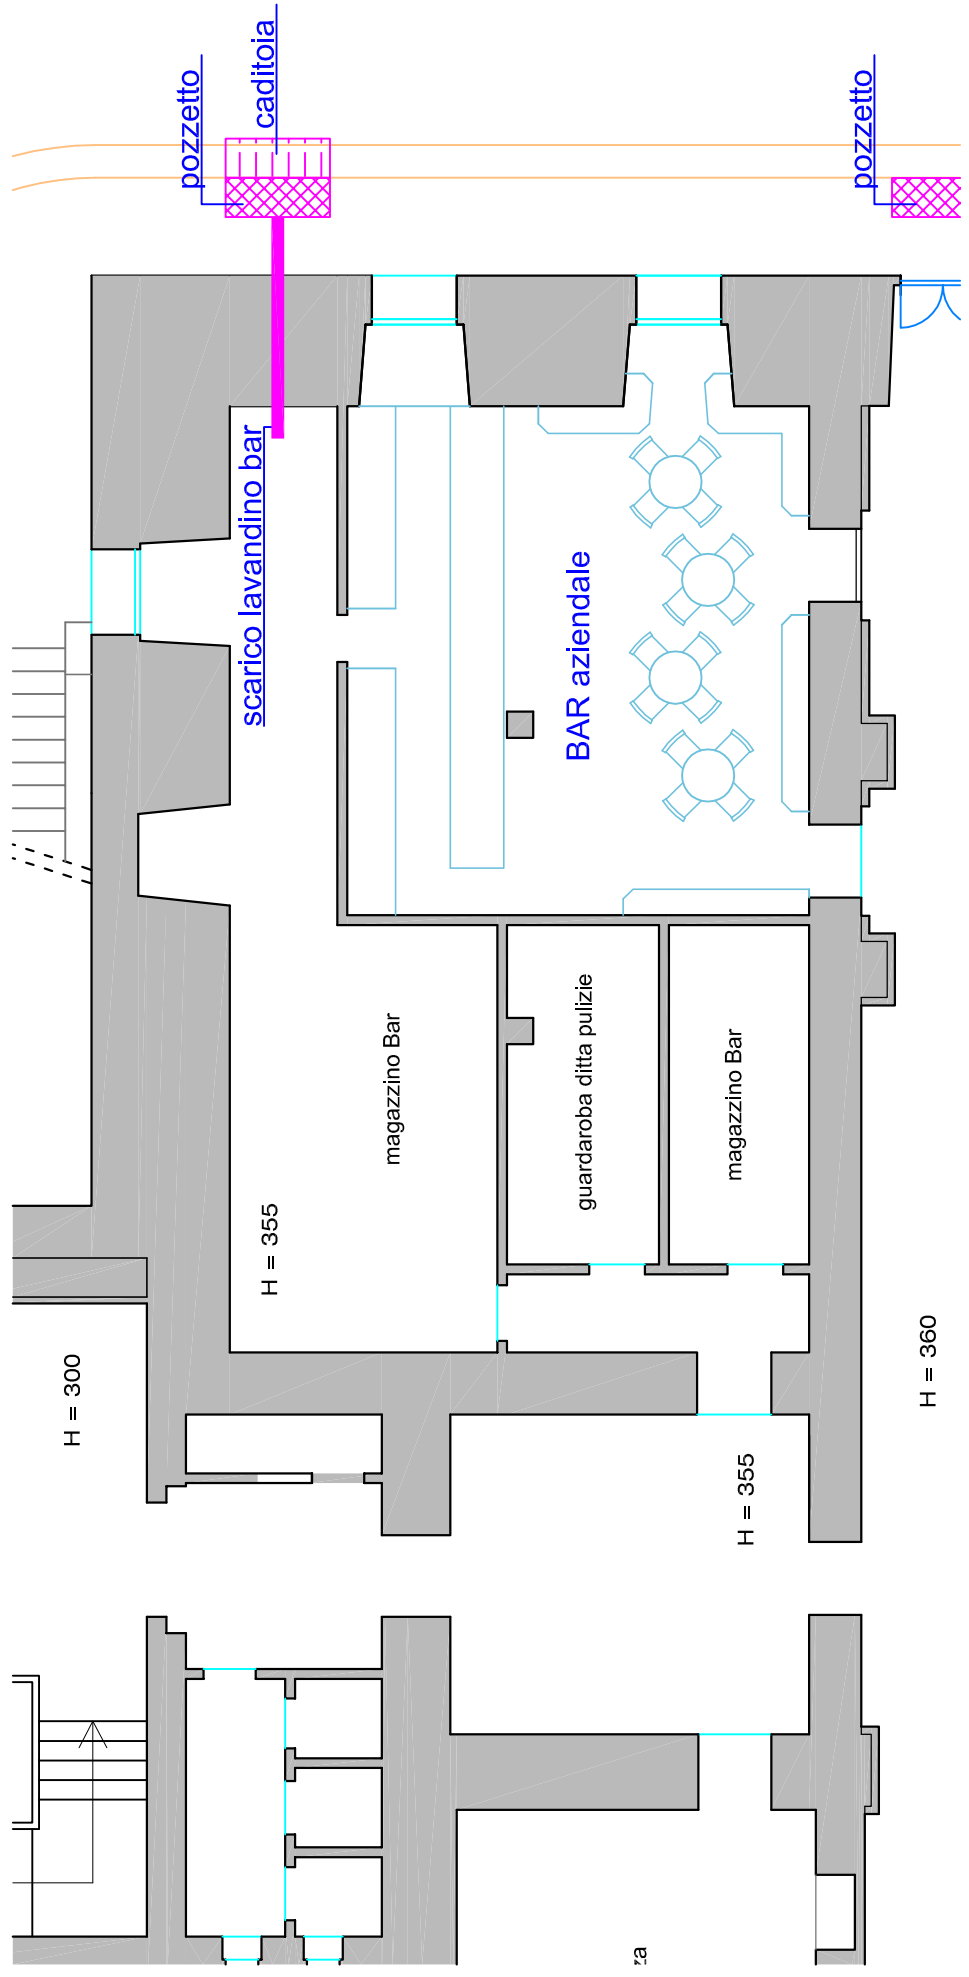 pozzetto
caditoia
pozzetto
scarico lavandino bar
BAR aziendale
magazzino Bar
guardaroba ditta pulizie
magazzino Bar
H = 355
H = 300
H = 360
H = 355
za